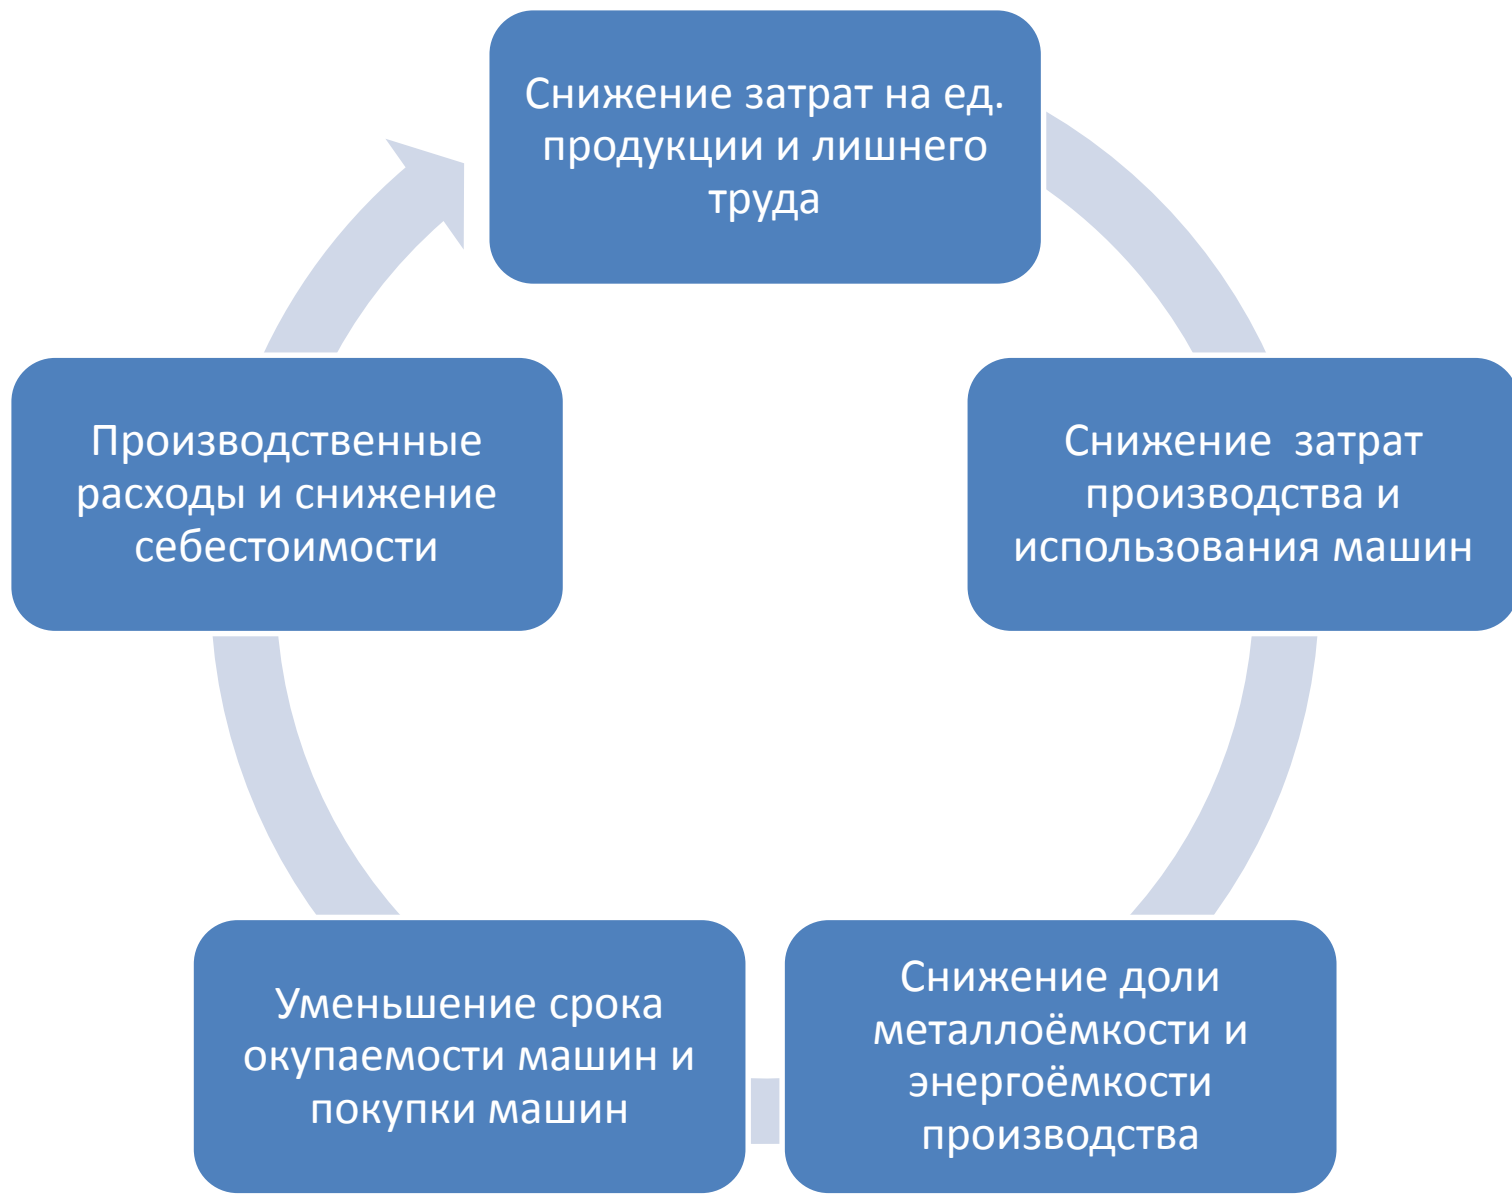 Снижение затрат на ед.
продукции и лишнего
труда
Снижение затрат
производства и
использования машин
Снижение доли
металлоёмкости и
энергоёмкости
производства
Уменьшение срока
окупаемости машин и
покупки машин
Производственные
расходы и снижение
себестоимости